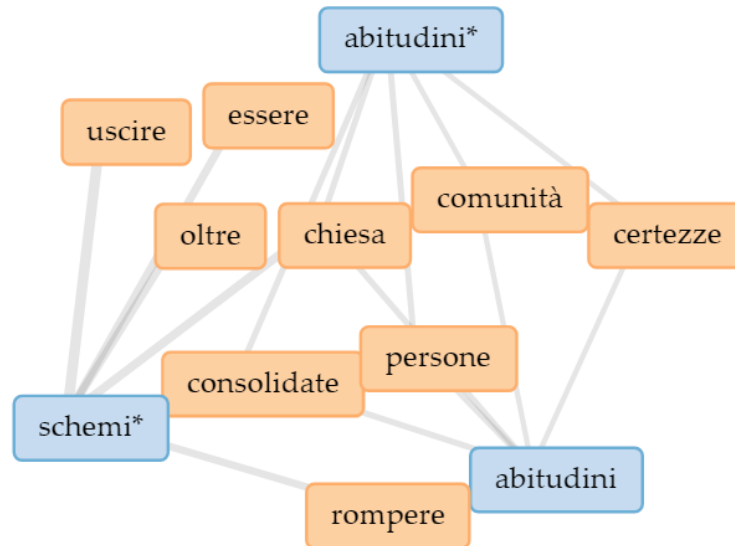 abitudini*
essere
uscire
comunità
oltre
chiesa
certezze
persone
consolidate
schemi*
abitudini
rompere